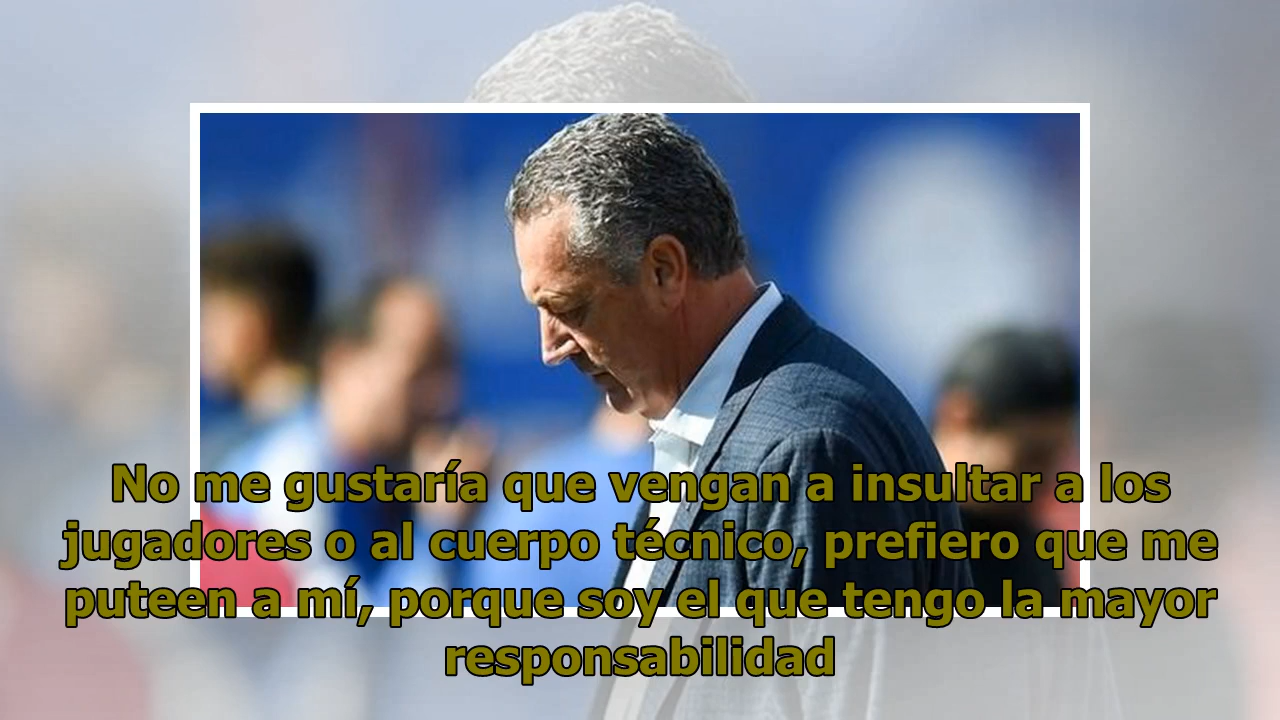 No me gustaría que vengan a insultar a los
jugadores o al cuerpo técnico, prefiero que me
puteen a mí, porque soy el que tengo la mayor
responsabilidad